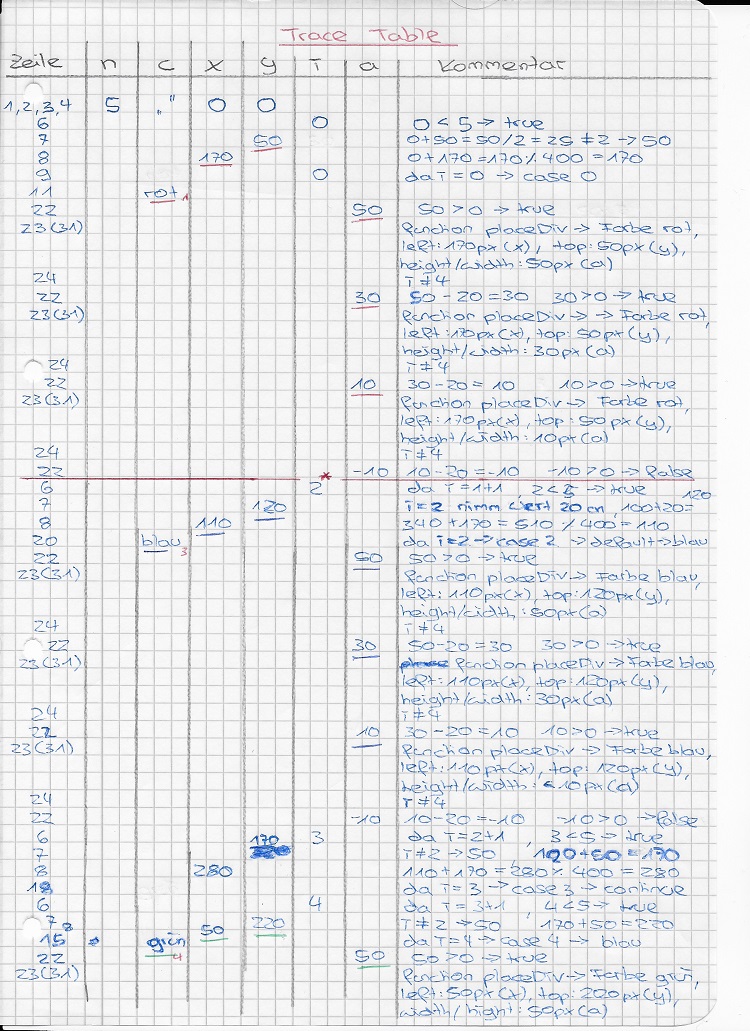 Trace Table
Zeile n c x y i a Kommentar
1,2,3,4 5 „" 0 0
6 0 0 < 5 → true
7 50 0+50 = 50/2 = 25 ≠ 2 → 50
8 170 0+170 = 170 % 400 = 170
9 0 da i = 0 → case 0
11 rot 1
22 50 50 > 0 → true
23(31) function placeDiv → Farbe rot,
left: 170px(x), top: 50px(y),
height/width: 50px(a)
24 i ≠ 4
22 30 50 - 20 = 30 30 > 0 → true
23(31) function placeDiv → → Farbe rot,
left: 170px(x), top: 50px(y),
height/width: 30px(a)
24 i ≠ 4
22 10 30 - 20 = 10 10 > 0 → true
23(31) function placeDiv → Farbe rot,
left: 170px(x), top: 50px(y),
height/width: 10px(a)
24 i ≠ 4
22 -10 10 - 20 = -10 -10 > 0 → false
6 2 * da i = 1+1, 2 < 5 → true
7 120 i = 2 nimm Wert 20 an, 100+20= 120
8 110 340 + 170 = 510 % 400 = 110
20 blau 3 da i = 2 → case 2 → default → blau
22 50 50 > 0 → true
23(31) function placeDiv → Farbe blau,
left: 110px(x), top: 120px(y),
height/width: 50px(a)
24 i ≠ 4
22 30 50 - 20 = 30 30 > 0 → true
23(31) function placeDiv → Farbe blau,
left: 110px(x), top: 120px(y),
height/width: 30px(a)
24 i ≠ 4
22 10 30 - 20 = 10 10 > 0 → true
23(31) function placeDiv → Farbe blau,
left: 110px(x), top: 120px(y),
height/width: 10px(a)
24 i ≠ 4
22 -10 10 - 20 = -10 -10 > 0 → false
6 3 da i = 2+1, 3 < 5 → true
7 170 i ≠ 2 → 50 120+50 = 170
8 280 110 + 170 = 280 % 400 = 280
18 da i = 3 → case 3 → continue
6 4 da i = 3+1, 4 < 5 → true
7 220 i ≠ 2 → 50 170+50 = 220
8 50
15 grün 4 da i = 4 → case 4 → blau
22 50 50 > 0 → true
23(31) function placeDiv → Farbe grün,
left: 50px(x), top: 200px(y),
width/hight: 50px(a)